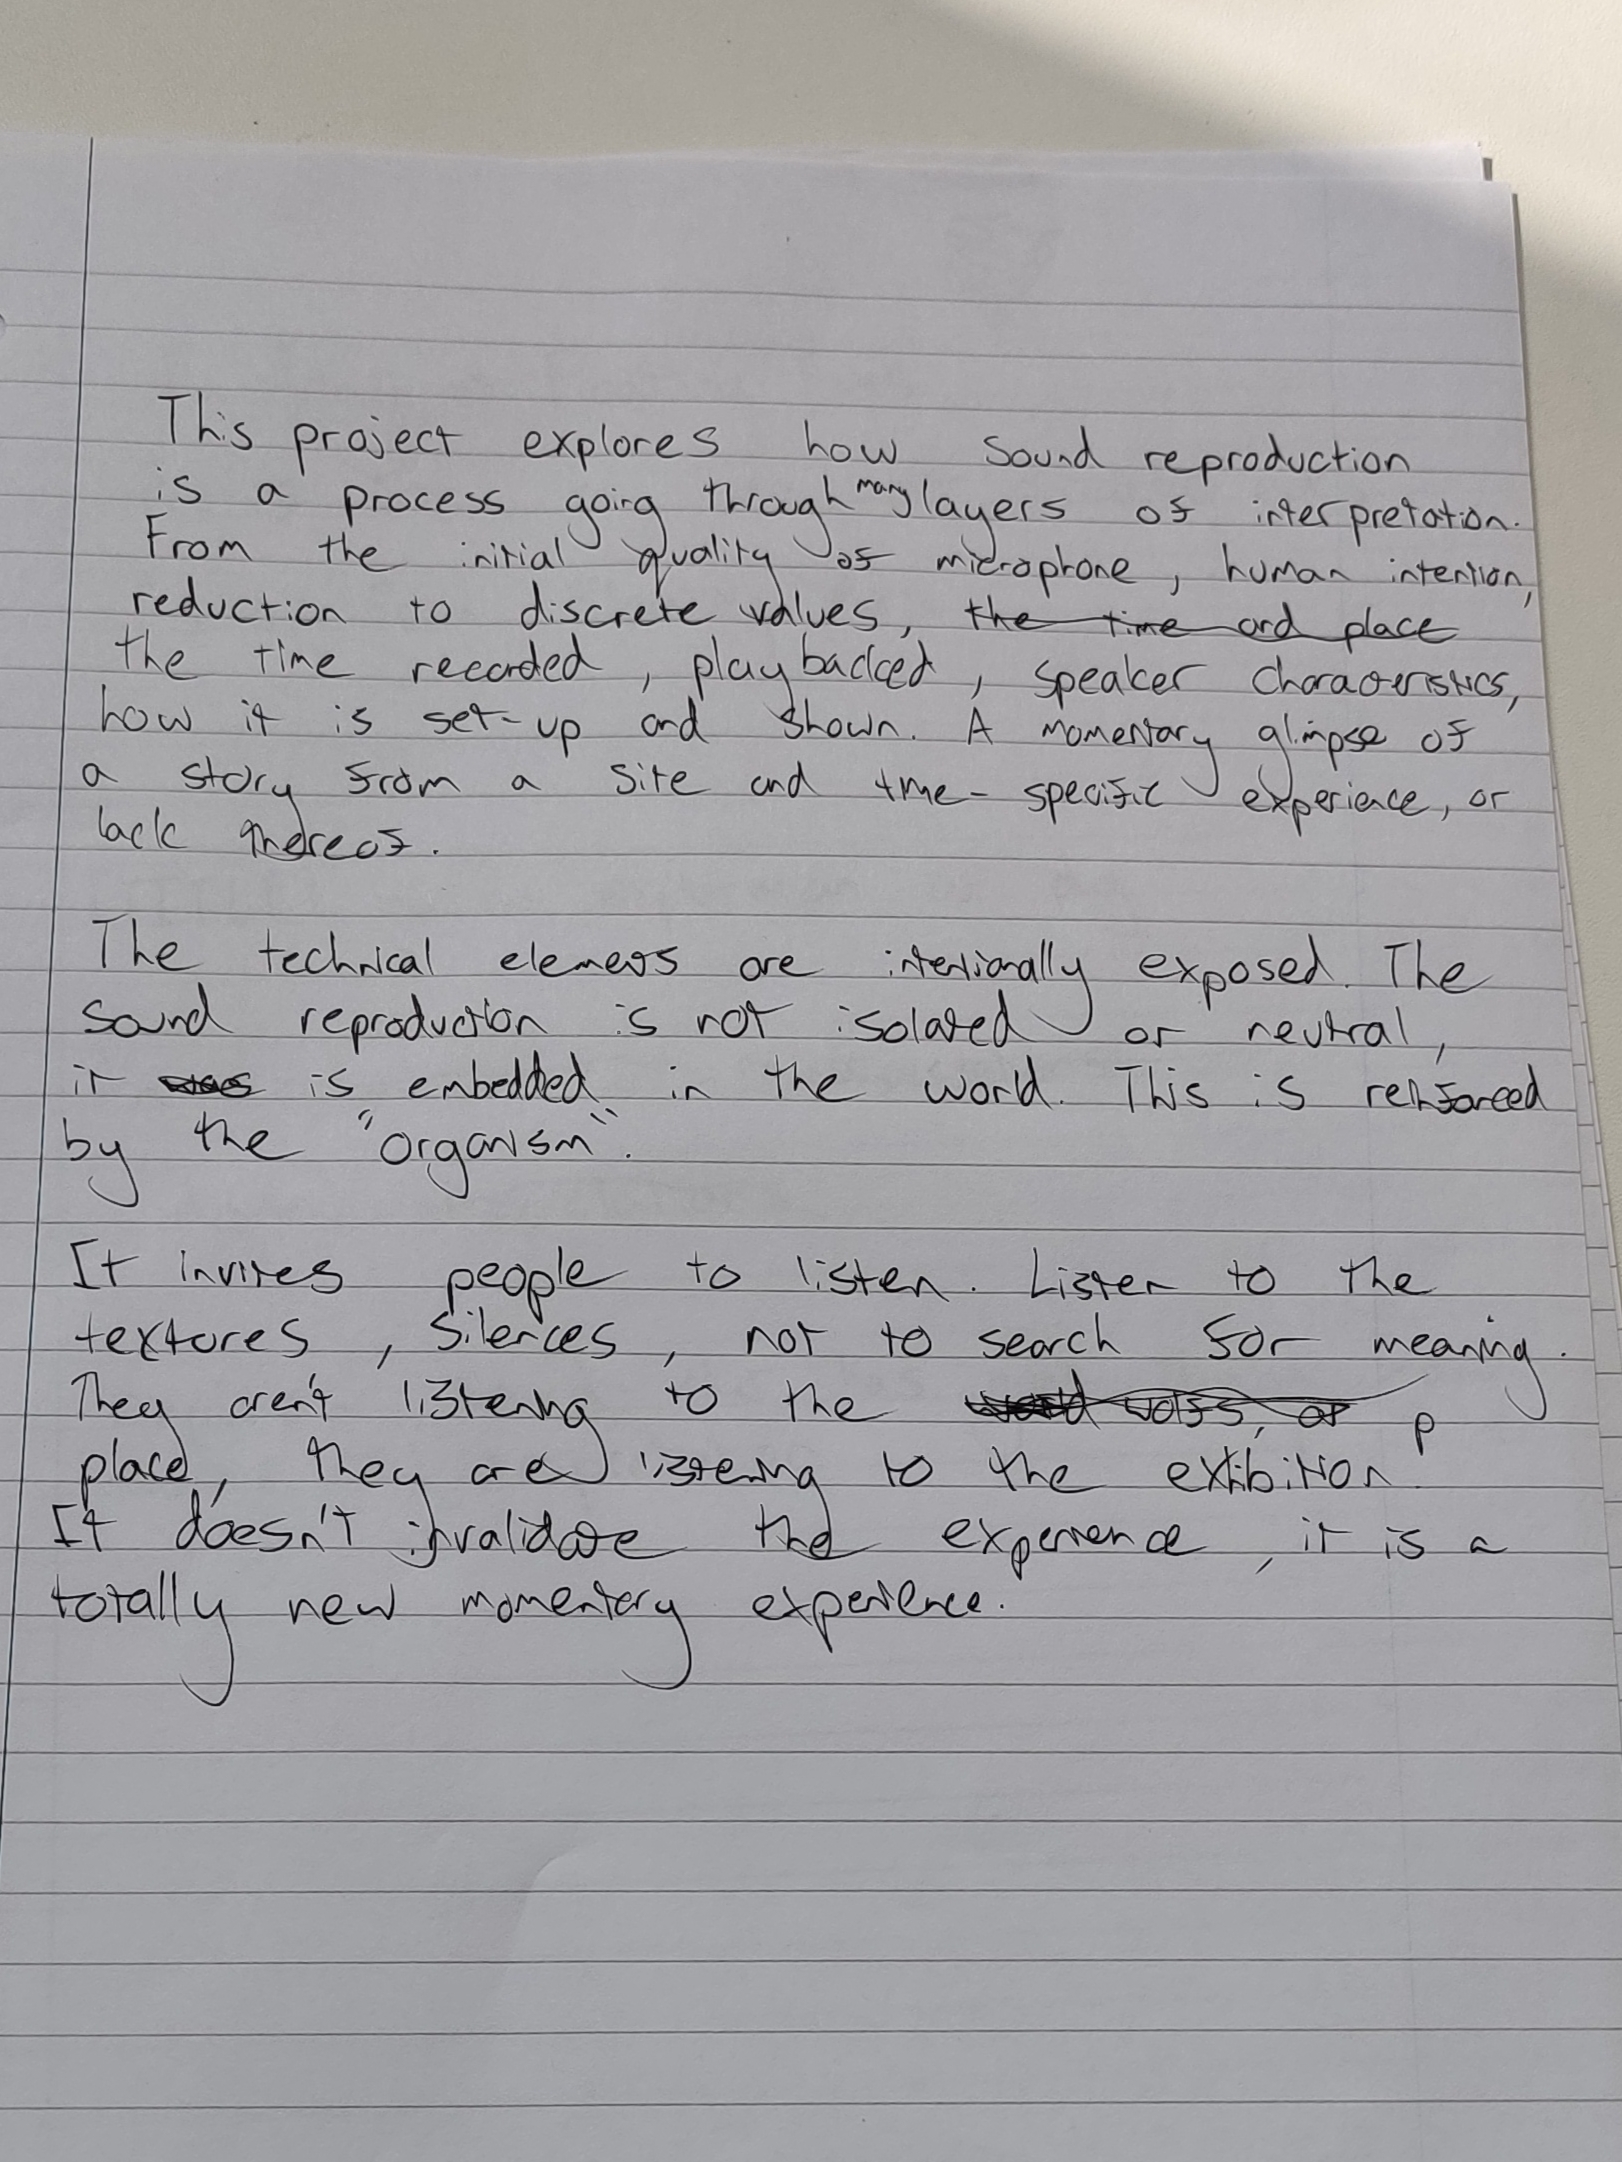 This project explores how sound reproduction
is a process going through many layers of interpretation.
From the initial quality of microphone, human intention,
reduction to discrete values, the time and place
the time recorded, playbacked, speaker characteristics,
how it is set-up and shown. A momentary glimpse of
a story from a site and time-specific experience, or
lack thereof.
The technical elements are intentionally exposed. The
sound reproduction is not isolated or neutral,
it was is embedded in the world. This is reinforced
by the "organism".
It invites people to listen. Listen to the
textures, silences, not to search for meaning.
They aren't listening to the p
place, they are listening to the exhibition.
It doesn't invalidate the experience, it is a
totally new momentary experience.